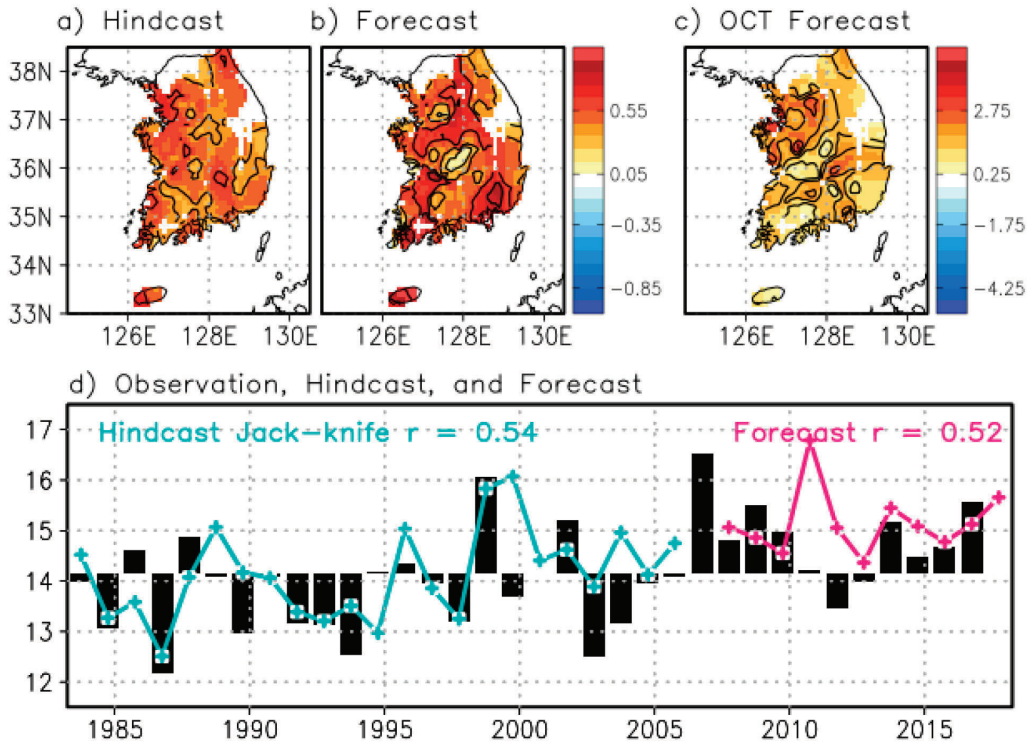 a) Hindcast
b) Forecast
c) OCT Forecast
38N
37N
36N
35N
34N
33N
126E 128E 130E
126E 128E 130E
0.55
0.05
−0.35
−0.85
126E 128E 130E
2.75
0.25
−1.75
−4.25
d) Observation, Hindcast, and Forecast
Hindcast Jack−knife r = 0.54
Forecast r = 0.52
17
16
15
14
13
12
1985 1990 1995 2000 2005 2010 2015